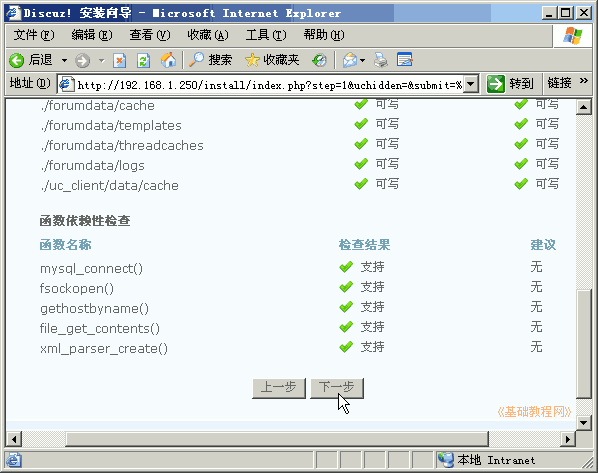 Discuz! 安装向导 - Microsoft Internet Explorer
文件(F) 编辑(E) 查看(V) 收藏(A) 工具(T) 帮助(H)
后退 搜索 收藏夹
地址(D) http://192.168.1.250/install/index.php?step=1&uchidden=&submit=% 转到 链接 »
./forumdata/cache 可写 可写
./forumdata/templates 可写 可写
./forumdata/threadcaches 可写 可写
./forumdata/logs 可写 可写
./uc_client/data/cache 可写 可写
函数依赖性检查
函数名称 检查结果 建议
mysql_connect() 支持 无
fsockopen() 支持 无
gethostbyname() 支持 无
file_get_contents() 支持 无
xml_parser_create() 支持 无
上一步 下一步
《基础教程网》
本地 Intranet